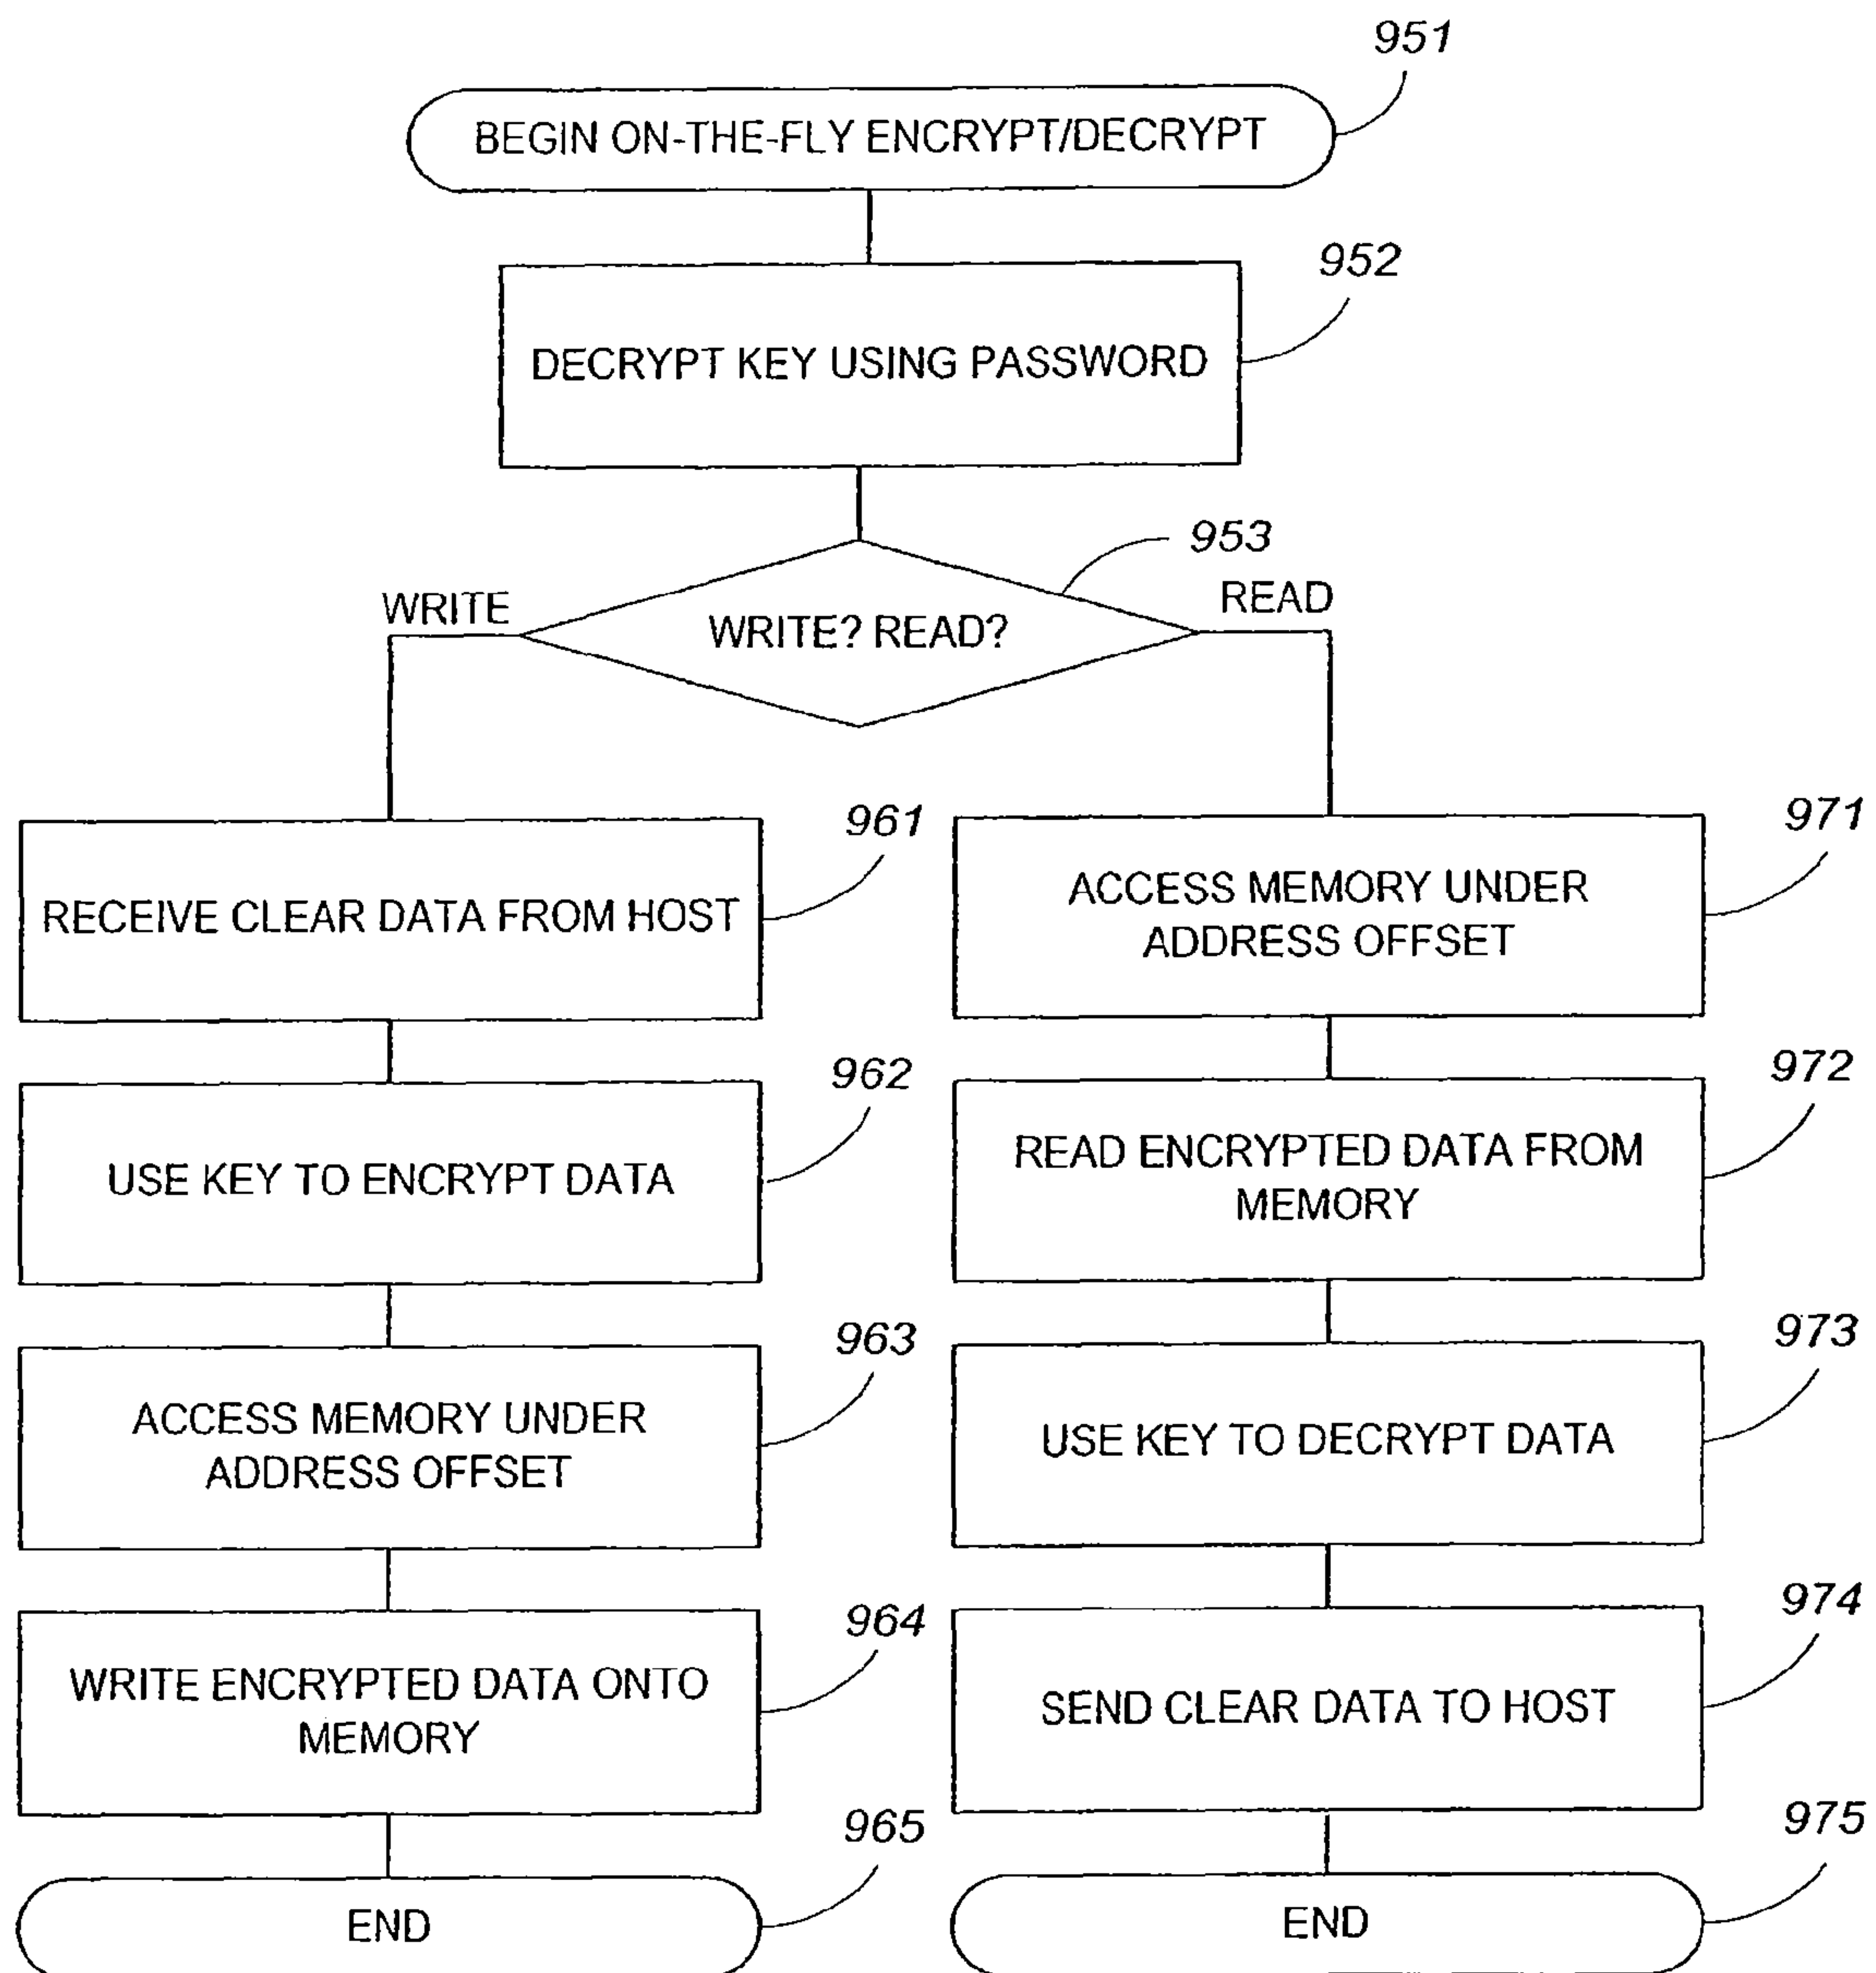 951
BEGIN ON-THE-FLY ENCRYPT/DECRYPT
952
DECRYPT KEY USING PASSWORD
953
WRITE
READ
WRITE? READ?
961
RECEIVE CLEAR DATA FROM HOST
962
USE KEY TO ENCRYPT DATA
963
ACCESS MEMORY UNDER
ADDRESS OFFSET
964
WRITE ENCRYPTED DATA ONTO
MEMORY
965
END
971
ACCESS MEMORY UNDER
ADDRESS OFFSET
972
READ ENCRYPTED DATA FROM
MEMORY
973
USE KEY TO DECRYPT DATA
974
SEND CLEAR DATA TO HOST
975
END